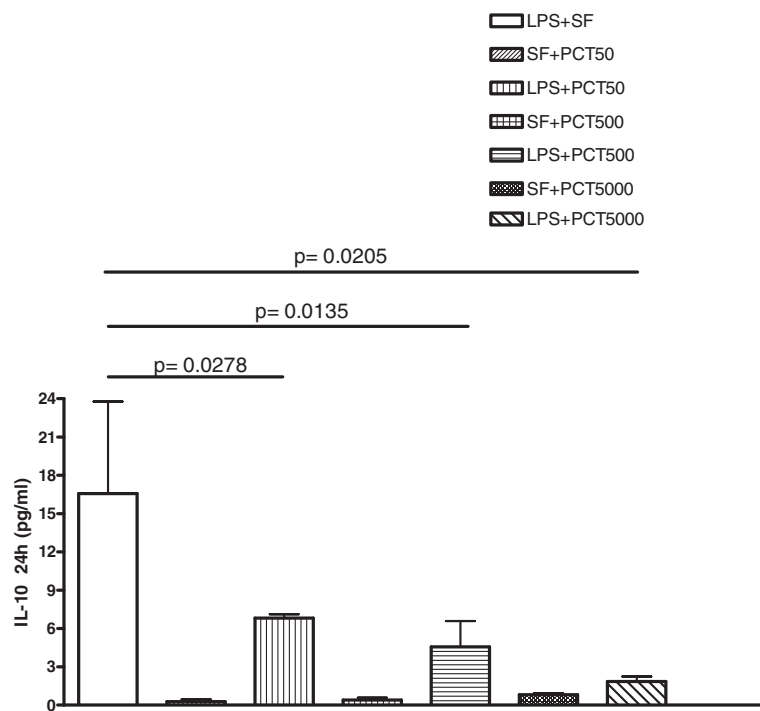 LPS+SF
SF+PCT50
LPS+PCT50
SF+PCT500
LPS+PCT500
SF+PCT5000
LPS+PCT5000
p= 0.0205
p= 0.0135
p= 0.0278
24
21
18
15
12
9
6
3
0
IL-10 24h (pg/ml)